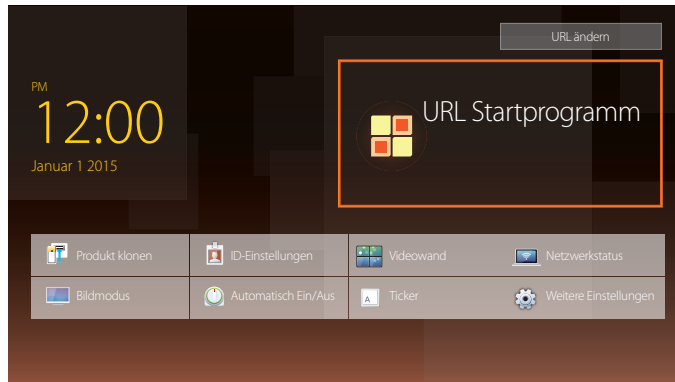 URL ändern
PM
12:00
Januar 1 2015
URL Startprogramm
Produkt klonen
ID-Einstellungen
Videowand
Netzwerkstatus
Bildmodus
Automatisch Ein/Aus
A
Ticker
Weitere Einstellungen